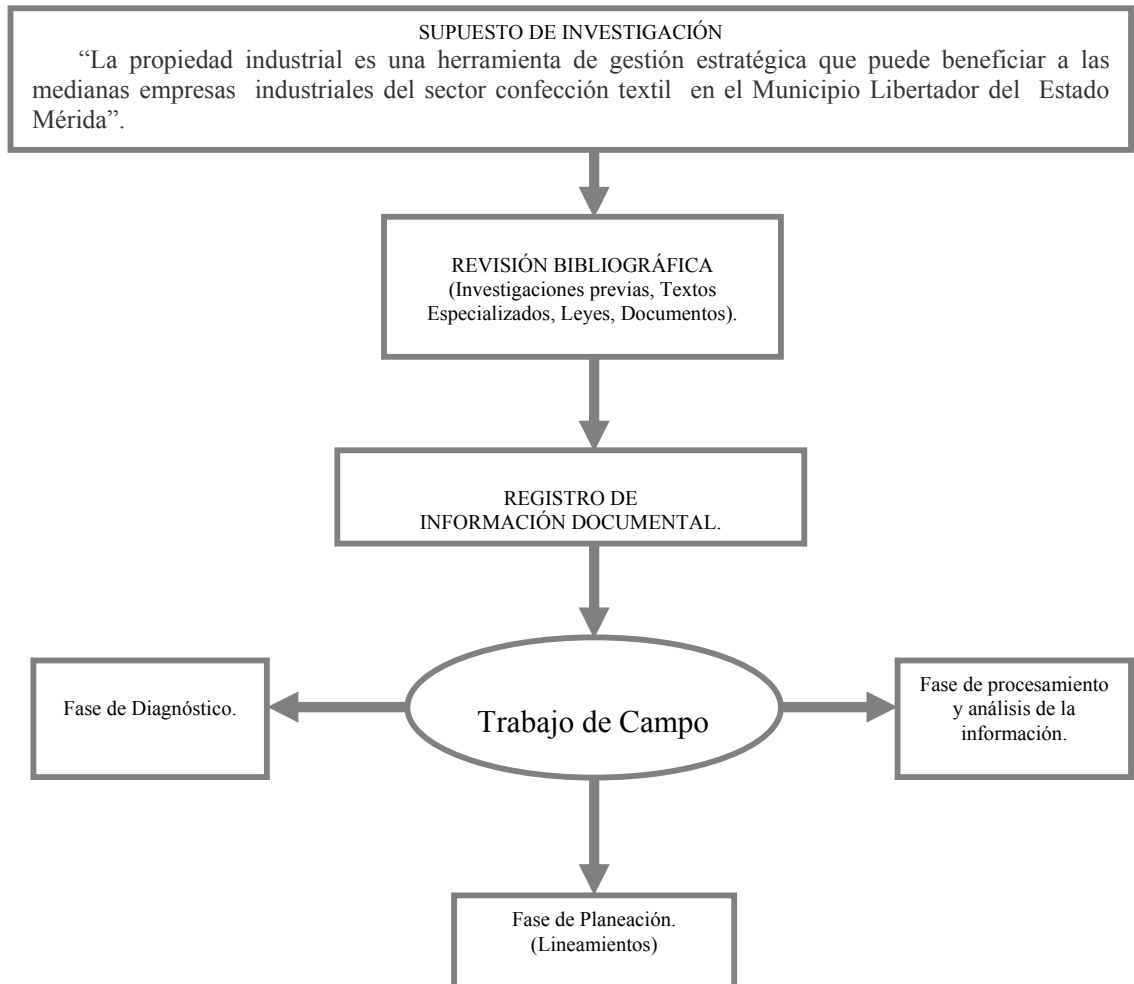 SUPUESTO DE INVESTIGACIÓN
“La propiedad industrial es una herramienta de gestión estratégica que puede beneficiar a las
medianas empresas industriales del sector confección textil en el Municipio Libertador del Estado
Mérida”.
REVISIÓN BIBLIOGRÁFICA
(Investigaciones previas, Textos
Especializados, Leyes, Documentos).
REGISTRO DE
INFORMACIÓN DOCUMENTAL.
Fase de Diagnóstico.
Trabajo de Campo
Fase de procesamiento
y análisis de la
información.
Fase de Planeación.
(Lineamientos)